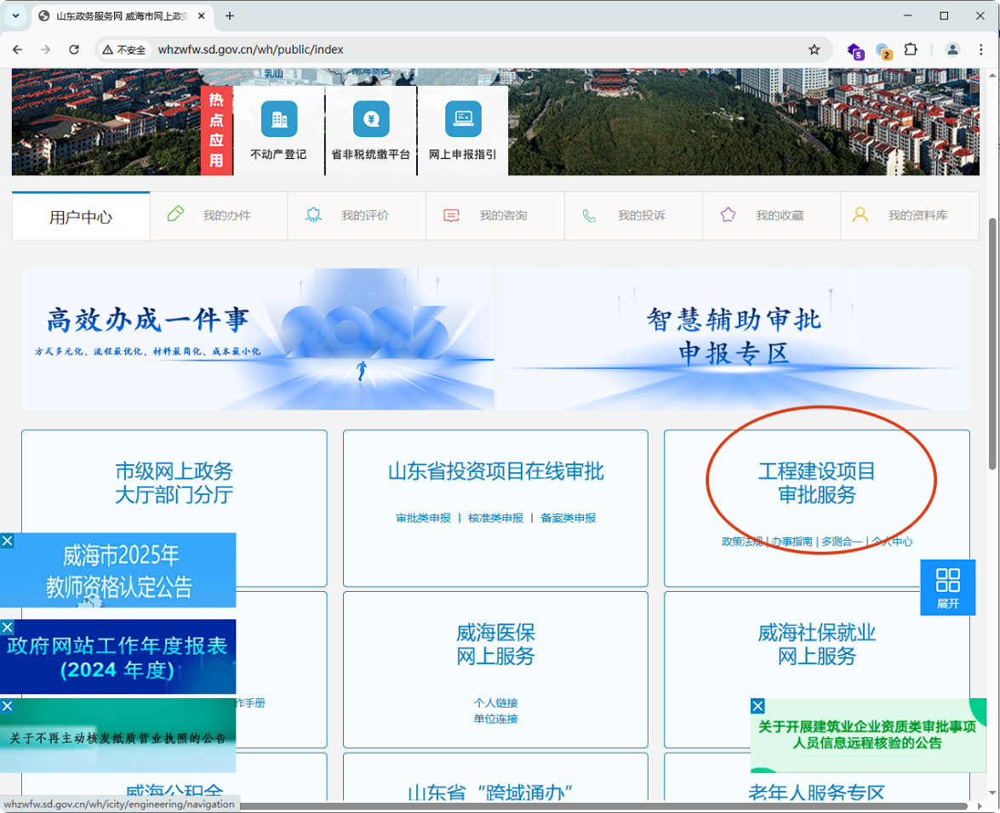 山东政务服务网 威海市网上政务
不安全
whzwfw.sd.gov.cn/wh/public/index
5
2
乳山
南海新区
热点应用
不动产登记
省非税统缴平台
网上申报指引
用户中心
我的办件
我的评价
我的咨询
我的投诉
我的收藏
我的资料库
高效办成一件事
方式多元化、流程最优化、材料最简化、成本最小化
2025
智慧辅助审批
申报专区
市级网上政务
大厅部门分厅
山东省投资项目在线审批
审批类申报 | 核准类申报 | 备案类申报
工程建设项目
审批服务
政策法规 | 办事指南 | 多测合一 | 个人中心
展开
威海市2025年
教师资格认定公告
政府网站工作年度报表
(2024 年度)
作手册
威海医保
网上服务
个人链接
单位连接
威海社保就业
网上服务
关于不再主动核发纸质营业执照的公告
关于开展建筑业企业资质类审批事项
人员信息远程核验的公告
威海公积金
山东省“跨域通办”
老年人服务专区
whzwfw.sd.gov.cn/wh/icity/engineering/navigation